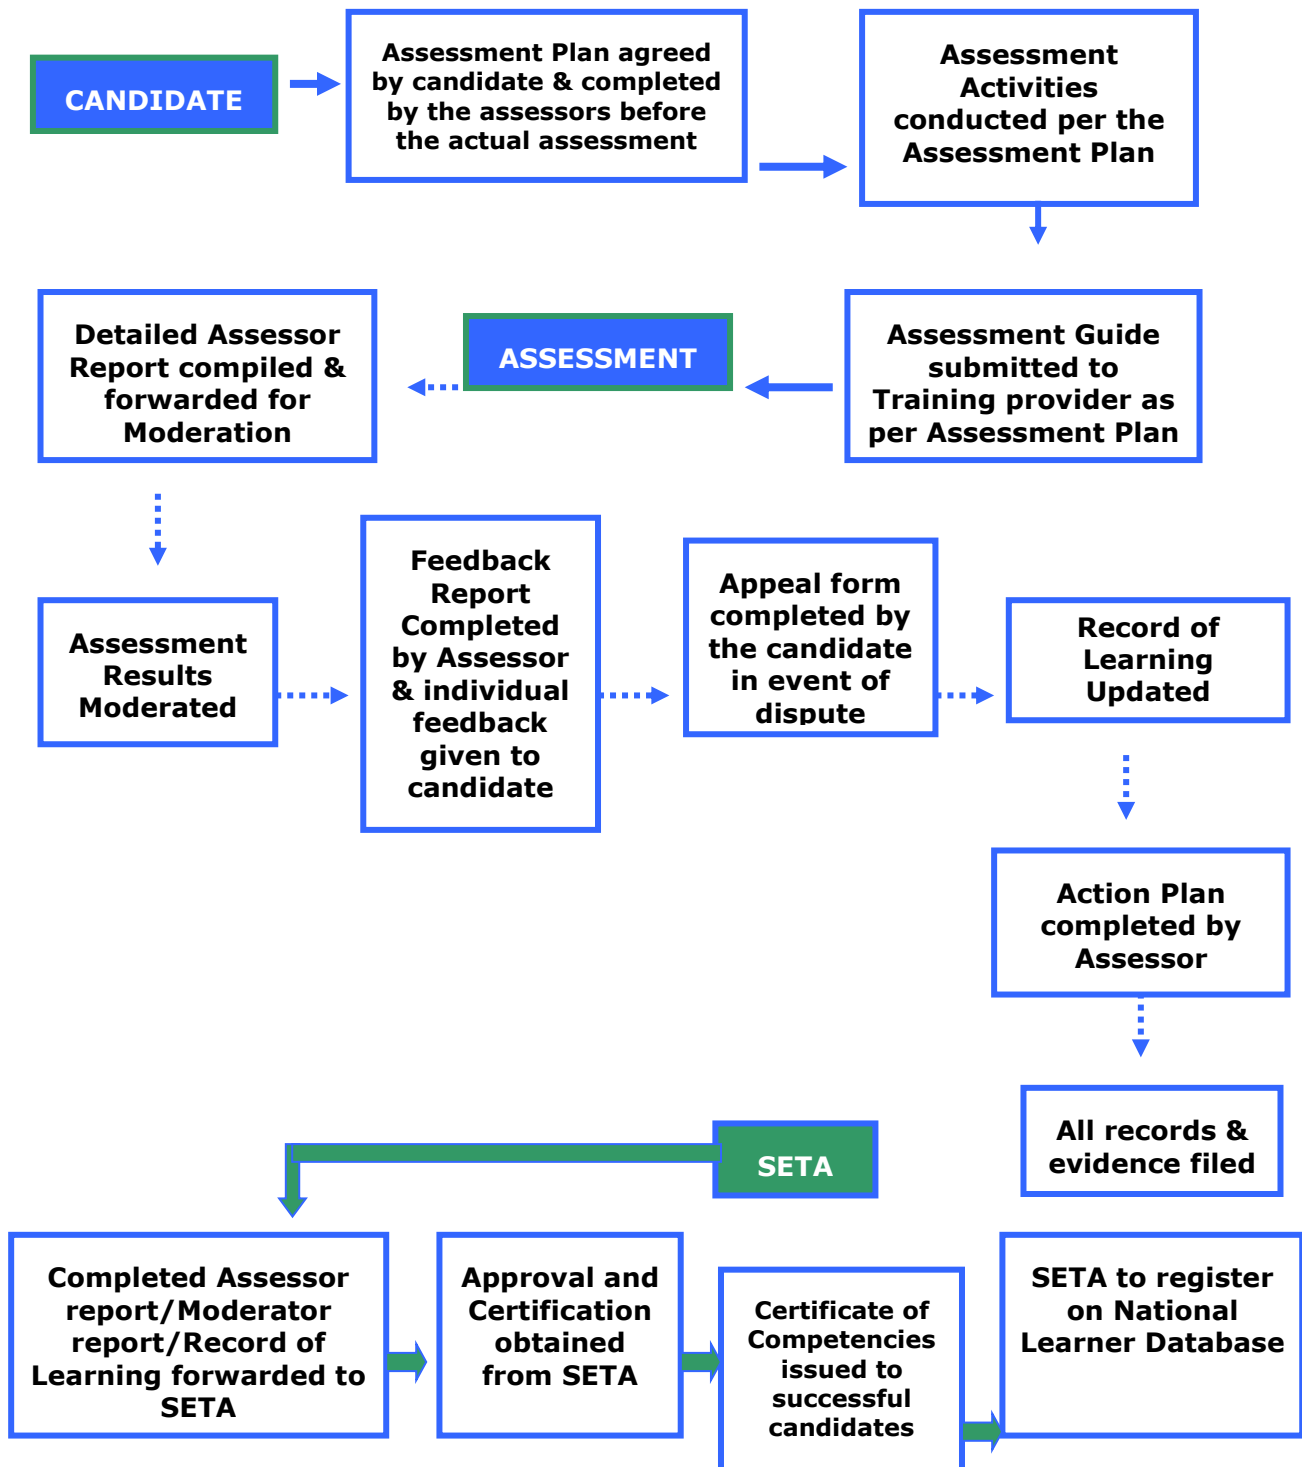 CANDIDATE
Assessment Plan agreed
by candidate & completed
by the assessors before
the actual assessment
Assessment
Activities
conducted per the
Assessment Plan
Detailed Assessor
Report compiled &
forwarded for
Moderation
ASSESSMENT
Assessment Guide
submitted to
Training provider as
per Assessment Plan
Assessment
Results
Moderated
Feedback
Report
Completed
by Assessor
& individual
feedback
given to
candidate
Appeal form
completed by
the candidate
in event of
dispute
Record of
Learning
Updated
Action Plan
completed by
Assessor
All records &
evidence filed
SETA
Completed Assessor
report/Moderator
report/Record of
Learning forwarded to
SETA
Approval and
Certification
obtained
from SETA
Certificate of
Competencies
issued to
successful
candidates
SETA to register
on National
Learner Database